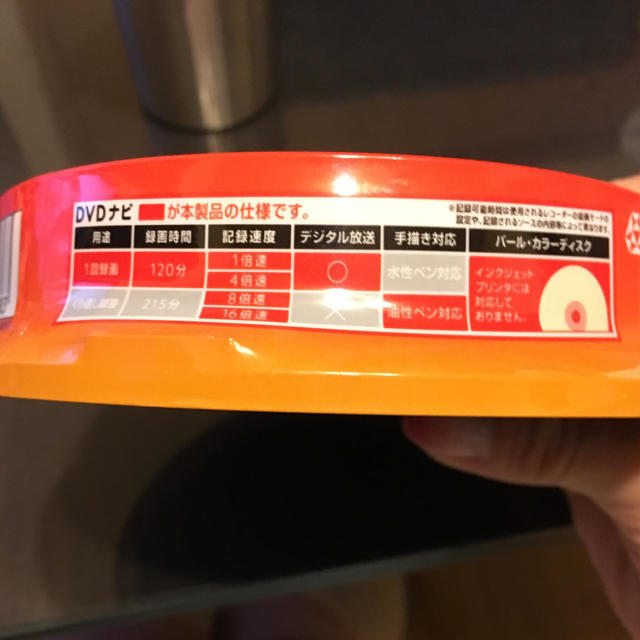 DVDナビ が本製品の仕様です。
※記録可能時間は使用されるレコーダーの録画モードの
設定や、記録されるソースの内容等によって異なります。
用途 録画時間 記録速度 デジタル放送 手描き対応 パール・カラーディスク
1回録画 120分 1倍速 ○ 水性ペン対応 インクジェット
4倍速 プリンタには
くり返し録画 215分 8倍速 × 油性ペン対応 対応して
16倍速 おりません。